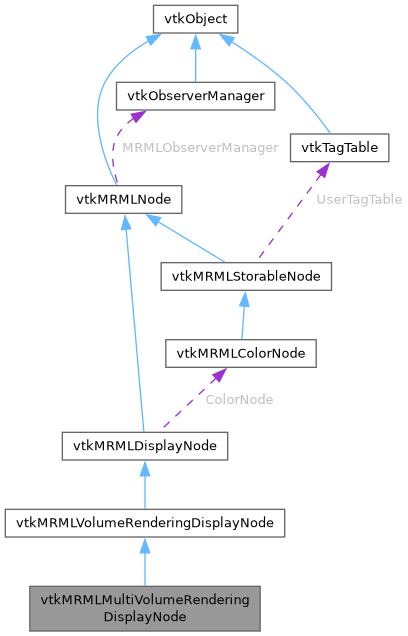 vtkObject
vtkObserverManager
MRMLObserverManager
vtkTagTable
vtkMRMLNode
UserTagTable
vtkMRMLStorableNode
vtkMRMLColorNode
ColorNode
vtkMRMLDisplayNode
vtkMRMLVolumeRenderingDisplayNode
vtkMRMLMultiVolumeRendering
DisplayNode